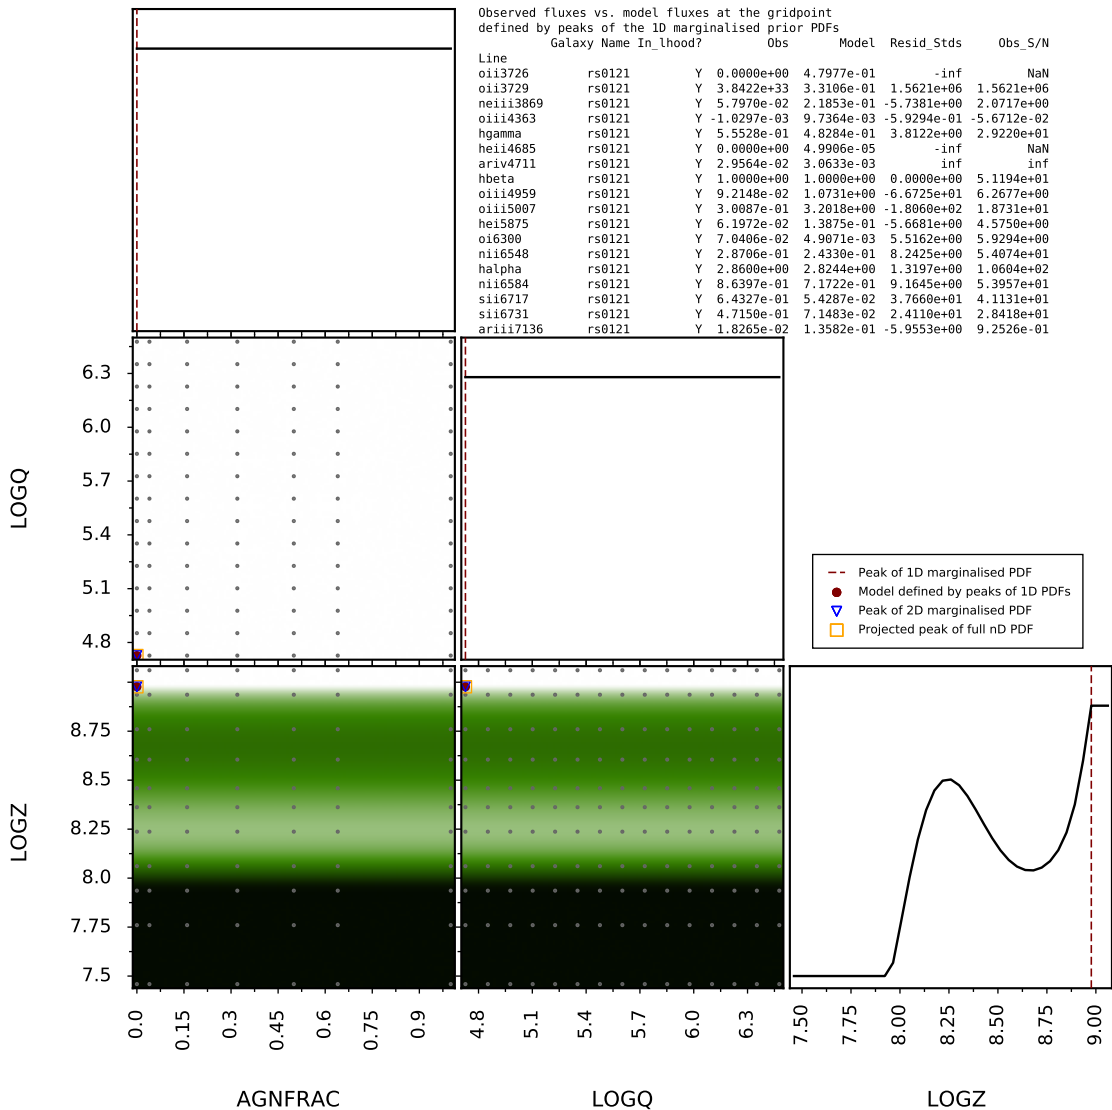 Observed fluxes vs. model fluxes at the gridpoint
defined by peaks of the 1D marginalised prior PDFs
Galaxy Name In_lhood? Obs Model Resid_Stds Obs_S/N
Line
oii3726 rs0121 Y 0.0000e+00 4.7977e-01 -inf NaN
oii3729 rs0121 Y 3.8422e+33 3.3106e-01 1.5621e+06 1.5621e+06
neiii3869 rs0121 Y 5.7970e-02 2.1853e-01 -5.7381e+00 2.0717e+00
oiii4363 rs0121 Y -1.0297e-03 9.7364e-03 -5.9294e-01 -5.6712e-02
hgamma rs0121 Y 5.5528e-01 4.8284e-01 3.8122e+00 2.9220e+01
heii4685 rs0121 Y 0.0000e+00 4.9906e-05 -inf NaN
ariv4711 rs0121 Y 2.9564e-02 3.0633e-03 inf inf
hbeta rs0121 Y 1.0000e+00 1.0000e+00 0.0000e+00 5.1194e+01
oiii4959 rs0121 Y 9.2148e-02 1.0731e+00 -6.6725e+01 6.2677e+00
oiii5007 rs0121 Y 3.0087e-01 3.2018e+00 -1.8060e+02 1.8731e+01
hei5875 rs0121 Y 6.1972e-02 1.3875e-01 -5.6681e+00 4.5750e+00
oi6300 rs0121 Y 7.0406e-02 4.9071e-03 5.5162e+00 5.9294e+00
nii6548 rs0121 Y 2.8706e-01 2.4330e-01 8.2425e+00 5.4074e+01
halpha rs0121 Y 2.8600e+00 2.8244e+00 1.3197e+00 1.0604e+02
nii6584 rs0121 Y 8.6397e-01 7.1722e-01 9.1645e+00 5.3957e+01
sii6717 rs0121 Y 6.4327e-01 5.4287e-02 3.7660e+01 4.1131e+01
sii6731 rs0121 Y 4.7150e-01 7.1483e-02 2.4110e+01 2.8418e+01
ariii7136 rs0121 Y 1.8265e-02 1.3582e-01 -5.9553e+00 9.2526e-01
6.3
6.0
5.7
5.4
5.1
4.8
LOGQ
Peak of 1D marginalised PDF
Model defined by peaks of 1D PDFs
Peak of 2D marginalised PDF
Projected peak of full nD PDF
8.75
8.5
8.25
8.0
7.75
7.5
LOGZ
0.0 0.15 0.3 0.45 0.6 0.75 0.9
4.8 5.1 5.4 5.7 6.0 6.3
7.50 7.75 8.00 8.25 8.50 8.75 9.00
AGNFRAC LOGQ LOGZ